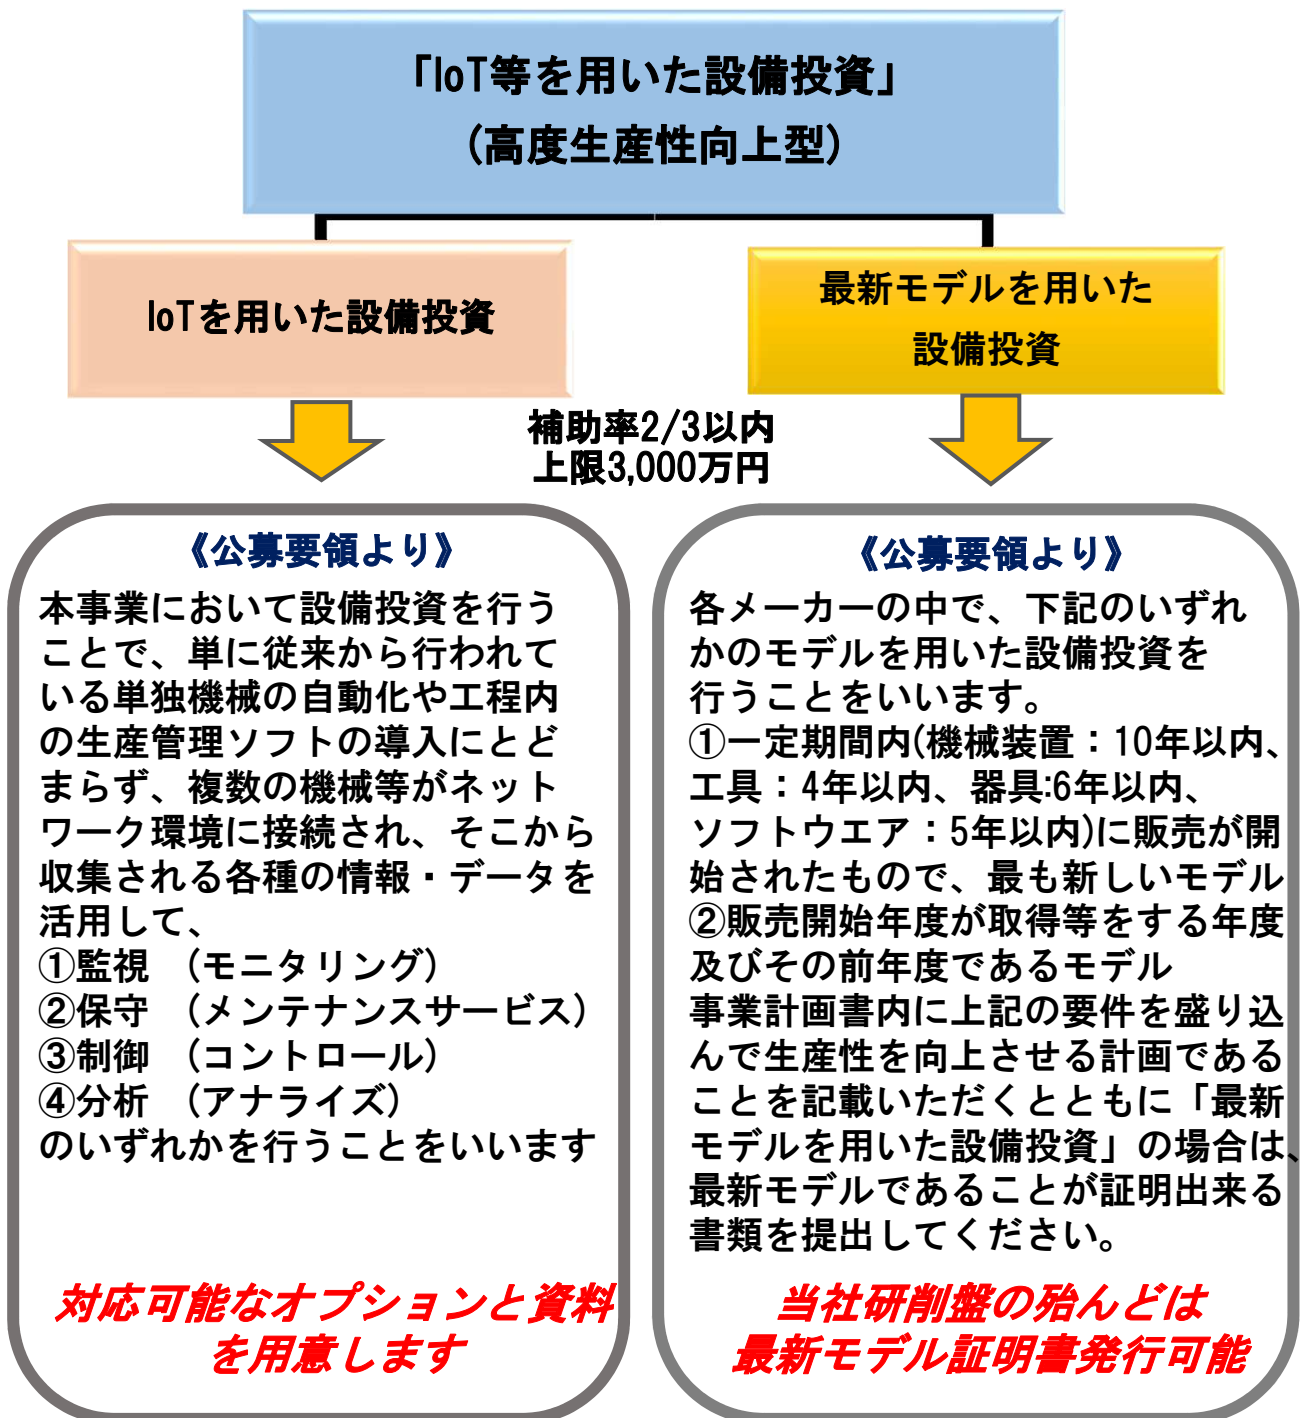 「IoT等を用いた設備投資」
(高度生産性向上型)
IoTを用いた設備投資
最新モデルを用いた
設備投資
補助率2/3以内
上限3,000万円
《公募要領より》
本事業において設備投資を行う
ことで、単に従来から行われて
いる単独機械の自動化や工程内
の生産管理ソフトの導入にとど
まらず、複数の機械等がネット
ワーク環境に接続され、そこから
収集される各種の情報・データを
活用して、
①監視　(モニタリング)
②保守　(メンテナンスサービス)
③制御　(コントロール)
④分析　(アナライズ)
のいずれかを行うことをいいます
対応可能なオプションと資料
を用意します
《公募要領より》
各メーカーの中で、下記のいずれ
かのモデルを用いた設備投資を
行うことをいいます。
①一定期間内(機械装置：10年以内、
工具：4年以内、器具:6年以内、
ソフトウエア：5年以内)に販売が開
始されたもので、最も新しいモデル
②販売開始年度が取得等をする年度
及びその前年度であるモデル
事業計画書内に上記の要件を盛り込
んで生産性を向上させる計画である
ことを記載いただくとともに「最新
モデルを用いた設備投資」の場合は、
最新モデルであることが証明出来る
書類を提出してください。
当社研削盤の殆んどは
最新モデル証明書発行可能